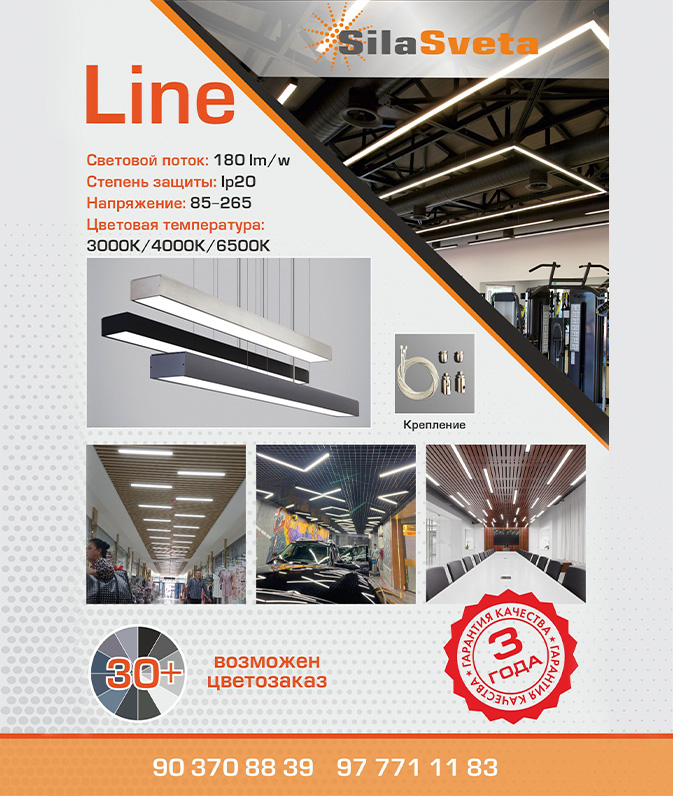 SilaSveta
Line
Световой поток: 180 lm/w
Степень защиты: Ip20
Напряжение: 85-265
Цветовая температура:
3000K/4000K/6500K
Крепление
30+
возможен
цветозаказ
ГАРАНТИЯ КАЧЕСТВА
3
ГОДА
ГАРАНТИЯ КАЧЕСТВА
90 370 88 39 97 771 11 83